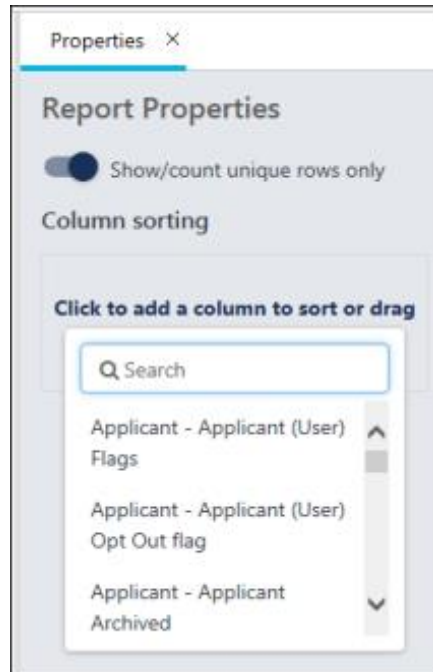 Properties ×
Report Properties
Show/count unique rows only
Column sorting
Click to add a column to sort or drag
Search
Applicant - Applicant (User)
Flags
Applicant - Applicant (User)
Opt Out flag
Applicant - Applicant
Archived